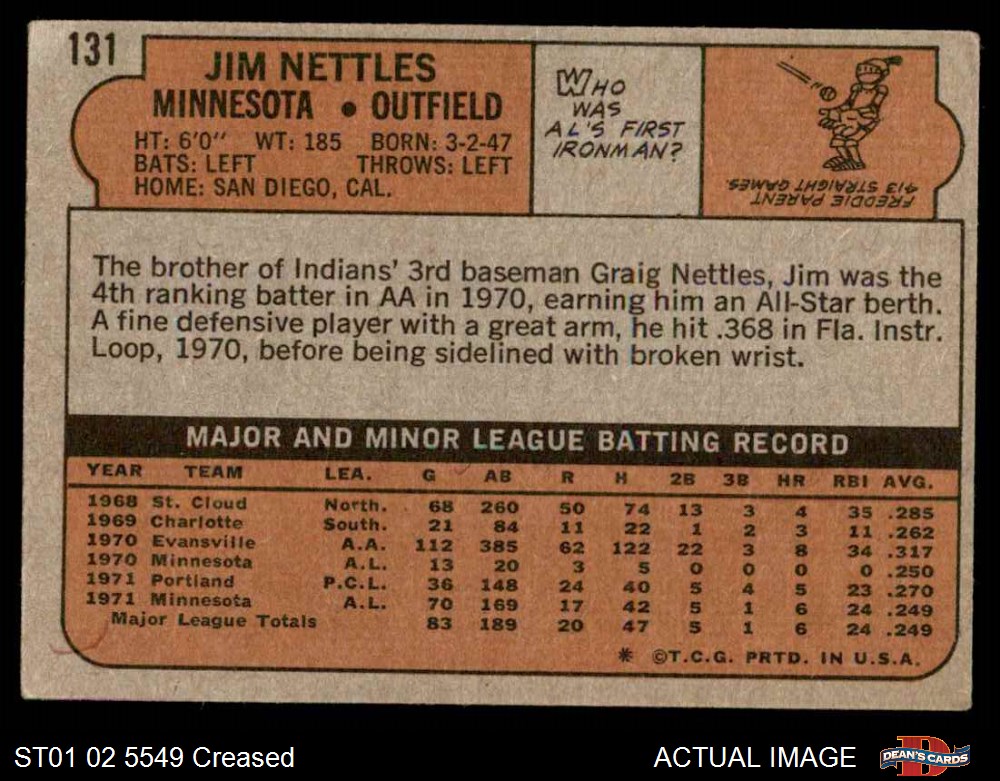 131
JIM NETTLES
MINNESOTA • OUTFIELD
HT: 6'0" WT: 185 BORN: 3-2-47
BATS: LEFT THROWS: LEFT
HOME: SAN DIEGO, CAL.
WHO
WAS
AL'S FIRST
IRONMAN?
FREDDIE PARENT
413 STRAIGHT GAMES
The brother of Indians' 3rd baseman Graig Nettles, Jim was the
4th ranking batter in AA in 1970, earning him an All-Star berth.
A fine defensive player with a great arm, he hit .368 in Fla. Instr.
Loop, 1970, before being sidelined with broken wrist.
MAJOR AND MINOR LEAGUE BATTING RECORD
YEAR TEAM LEA. G AB R H 2B 3B HR RBI AVG.
1968 St. Cloud North. 68 260 50 74 13 3 4 35 .285
1969 Charlotte South. 21 84 11 22 1 2 3 11 .262
1970 Evansville A.A. 112 385 62 122 22 3 8 34 .317
1970 Minnesota A.L. 13 20 3 5 0 0 0 0 .250
1971 Portland P.C.L. 36 148 24 40 5 4 5 23 .270
1971 Minnesota A.L. 70 169 17 42 5 1 6 24 .249
Major League Totals 83 189 20 47 5 1 6 24 .249
* ©T.C.G. PRTD. IN U.S.A.
ST01 02 5549 Creased
ACTUAL IMAGE
D
DEAN'S CARDS